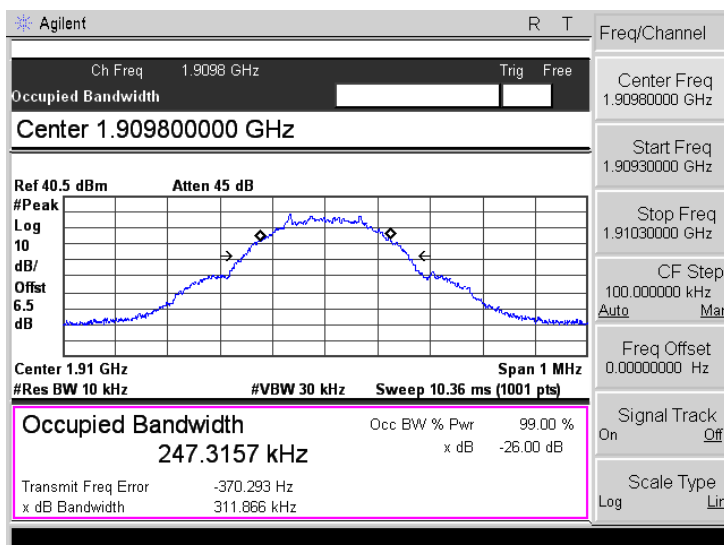 Agilent R T
Ch Freq 1.9098 GHz Trig Free
Occupied Bandwidth
Center 1.909800000 GHz
Ref 40.5 dBm Atten 45 dB
#Peak
Log
10
dB/
Offst
6.5
dB
Center 1.91 GHz Span 1 MHz
#Res BW 10 kHz #VBW 30 kHz Sweep 10.36 ms (1001 pts)
Occupied Bandwidth Occ BW % Pwr 99.00 %
247.3157 kHz x dB -26.00 dB
Transmit Freq Error -370.293 Hz
x dB Bandwidth 311.866 kHz
Freq/Channel
Center Freq
1.90980000 GHz
Start Freq
1.90930000 GHz
Stop Freq
1.91030000 GHz
CF Step
100.000000 kHz
Auto Man
Freq Offset
0.00000000 Hz
Signal Track
On Off
Scale Type
Log Lin